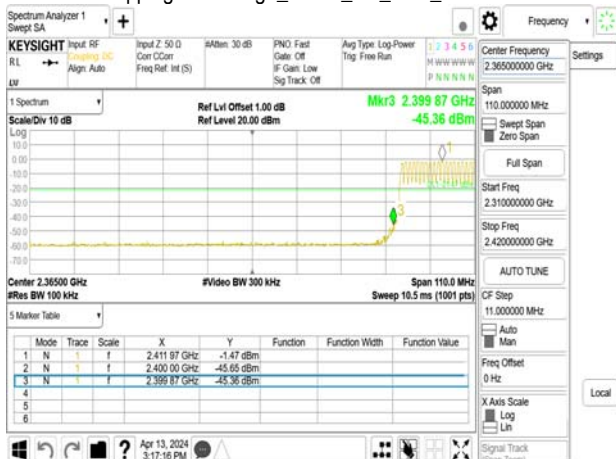 Spectrum Analyzer 1
Swept SA
Frequency
KEYSIGHT
RL
Input: RF
Coupling: DC
Align: Auto
Input Z: 50 Ω
Corr CCorr
Freq Ref: Int (S)
#Atten: 30 dB
PNO: Fast
Gate: Off
IF Gain: Low
Sig Track: Off
Avg Type: Log-Power
Trig: Free Run
1 2 3 4 5 6
M W W W W W
P N N N N N
1 Spectrum
Scale/Div 10 dB
Ref Lvl Offset 1.00 dB
Ref Level 20.00 dBm
Mkr3 2.399 87 GHz
-45.36 dBm
Log
10.0
0.00
-10.0
-20.0
-30.0
-40.0
-50.0
-60.0
-70.0
1
3
Center 2.36500 GHz
#Res BW 100 kHz
#Video BW 300 kHz
Span 110.0 MHz
Sweep 10.5 ms (1001 pts)
5 Marker Table
Mode Trace Scale X Y Function Function Width Function Value
1 N 1 f 2.411 97 GHz -1.47 dBm
2 N 1 f 2.400 00 GHz -45.65 dBm
3 N 1 f 2.399 87 GHz -45.36 dBm
4
5
6
Apr 13, 2024
3:17:16 PM
Center Frequency
2.365000000 GHz
Settings
Span
110.000000 MHz
Swept Span
Zero Span
Full Span
Start Freq
2.310000000 GHz
Stop Freq
2.420000000 GHz
AUTO TUNE
CF Step
11.000000 MHz
Auto
Man
Freq Offset
0 Hz
X Axis Scale
Log
Lin
Local
Signal Track